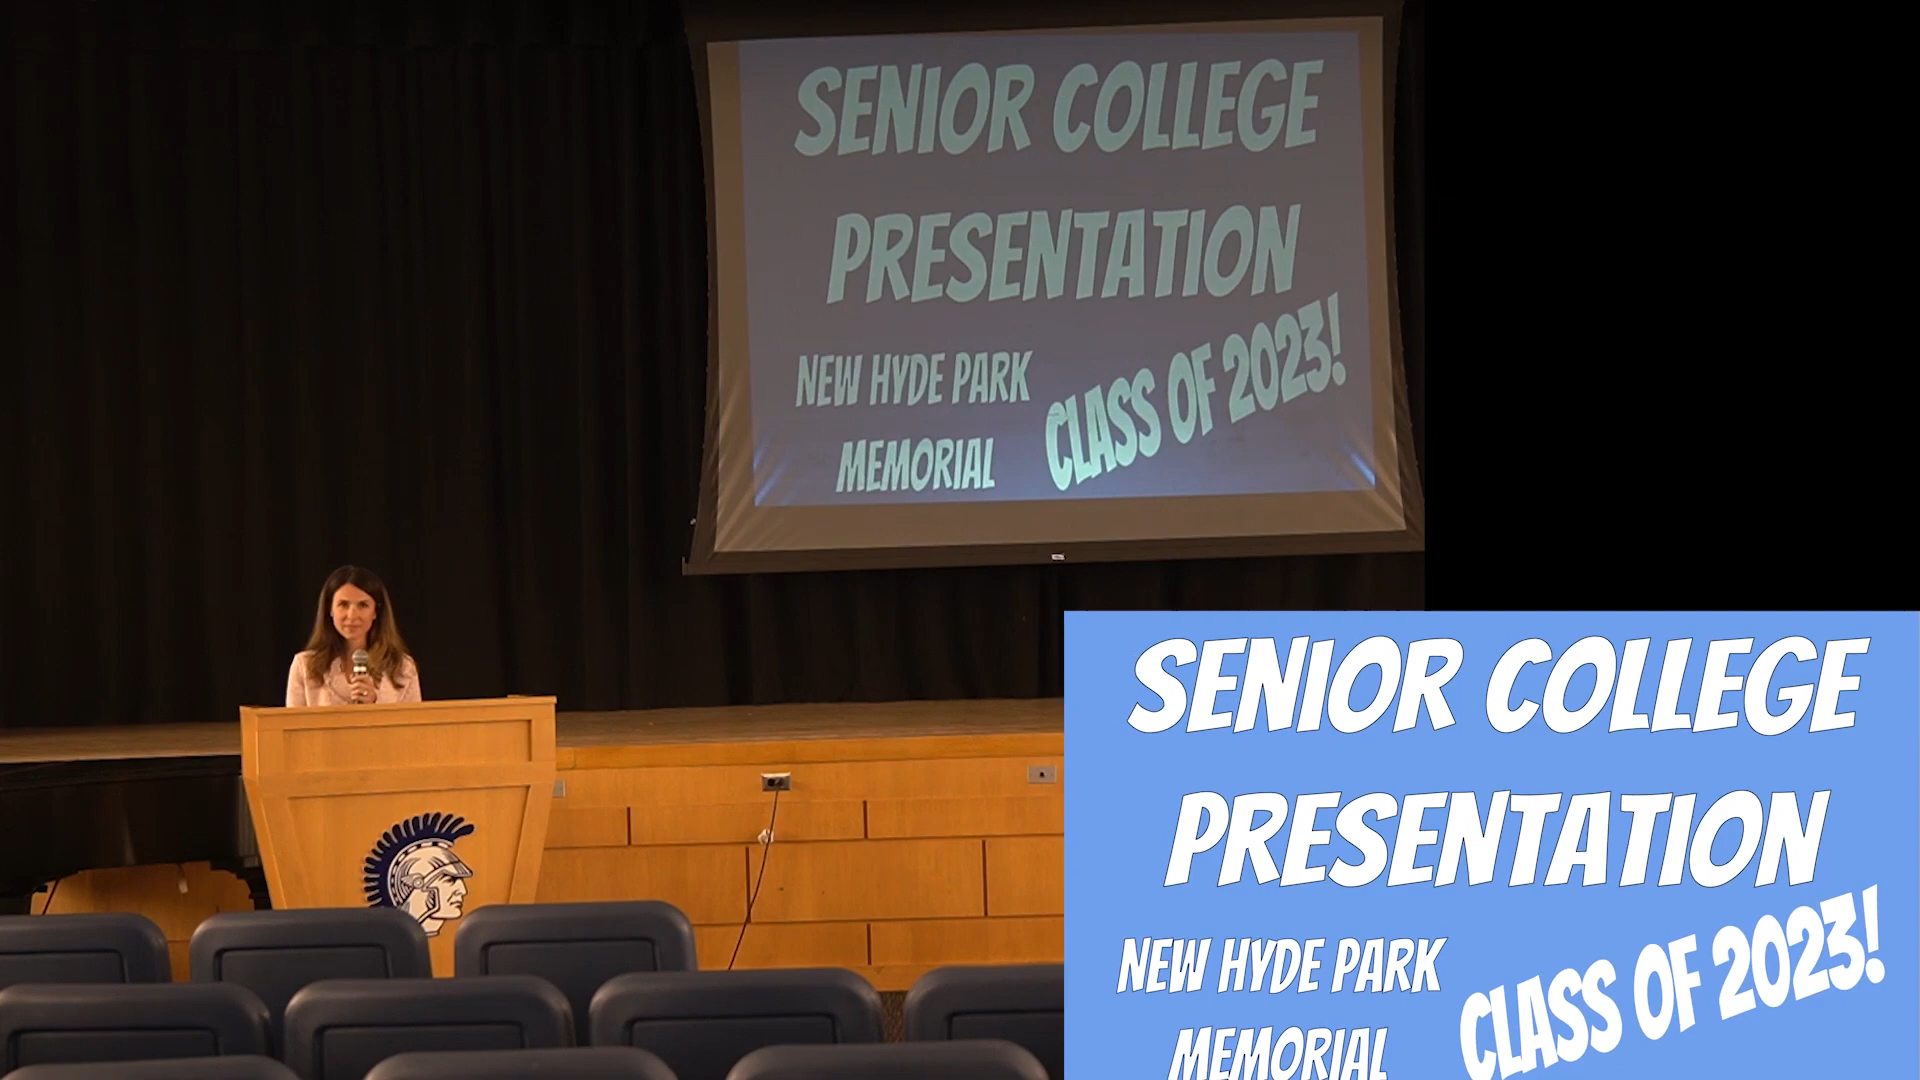 SENIOR COLLEGE
PRESENTATION
NEW HYDE PARK
MEMORIAL
CLASS OF 2023!
SENIOR COLLEGE
PRESENTATION
NEW HYDE PARK
MEMORIAL
CLASS OF 2023!